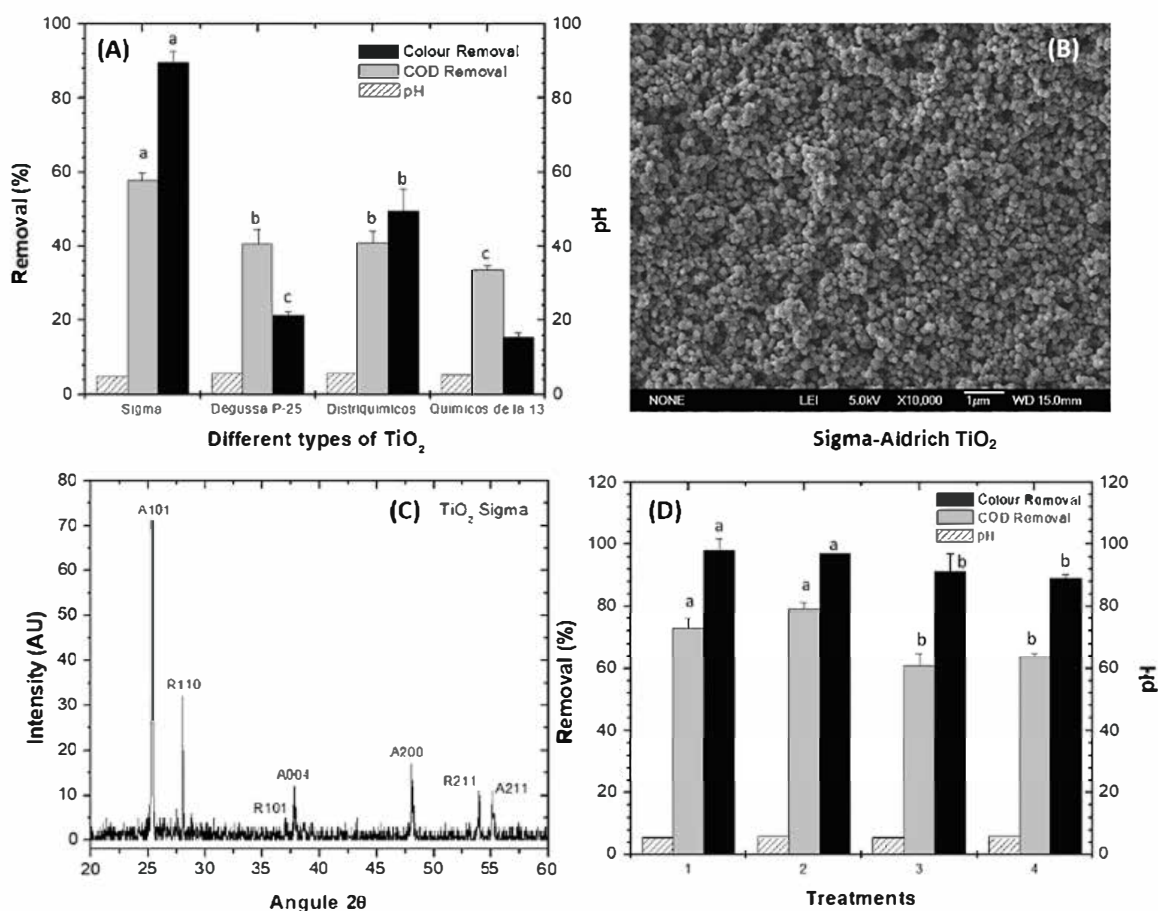 (A)
a
Colour Removal
COD Removal
pH
a
b
b
c
c
100
80
60
40
20
0
Removal (%)
100
80
60
40
20
0
pH
Sigma
Degussa P-25
Distriquimicos
Quimicos de la 13
Different types of TiO2
(B)
NONE LEI 5.0kV X10,000 1µm WD 15.0mm
Sigma-Aldrich TiO2
(C)
TiO2 Sigma
A101
R110
R101
A004
A200
R211
A211
80
70
60
50
40
30
20
10
0
Intensity (AU)
20 25 30 35 40 45 50 55 60
Angule 2θ
(D)
Colour Removal
COD Removal
pH
a
a
a
a
b
b
b
b
120
100
80
60
40
20
0
Removal (%)
120
100
80
60
40
20
0
pH
1 2 3 4
Treatments